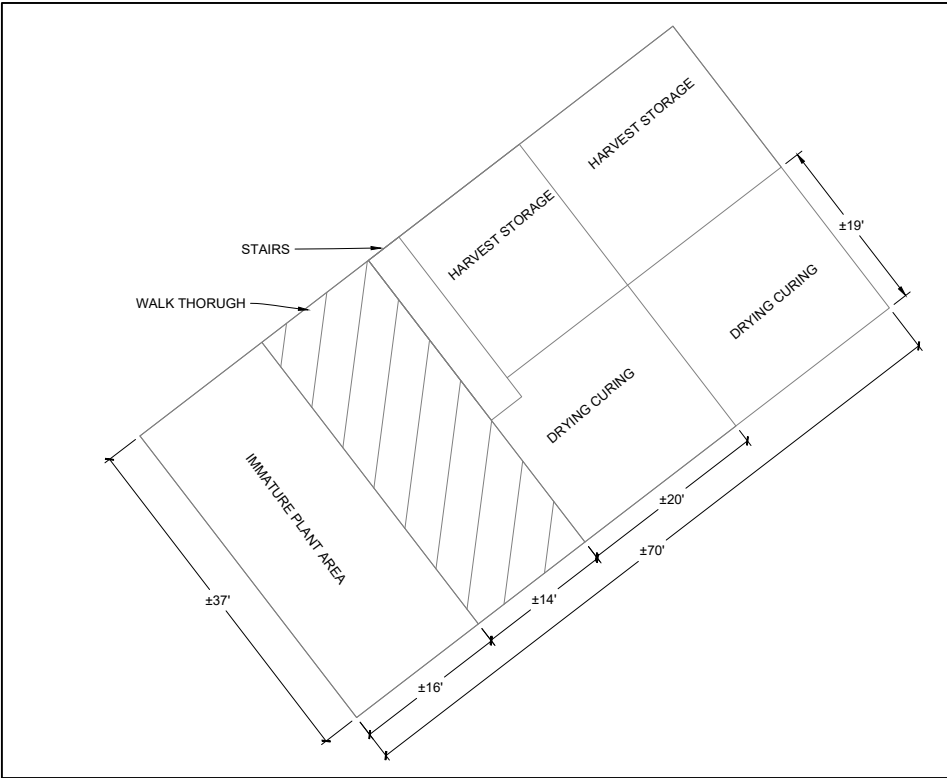 HARVEST STORAGE
HARVEST STORAGE
±19'
STAIRS
WALK THORUGH
DRYING CURING
DRYING CURING
IMMATURE PLANT AREA
±20'
±70'
±37'
±14'
±16'